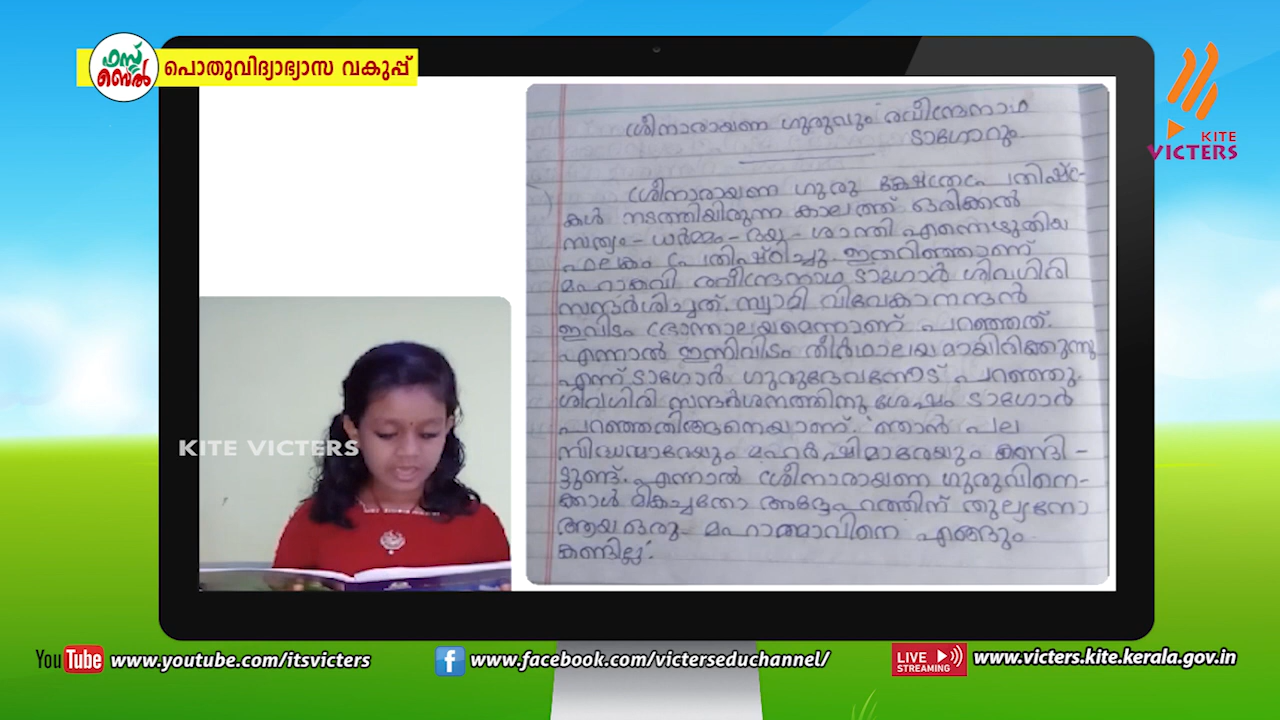 ഫസ്റ്റ്
ബെൽ
പൊതുവിദ്യാഭ്യാസ വകുപ്പ്
KITE
VICTERS
ശ്രീനാരായണ ഗുരുവും രവീന്ദ്രനാഥ
ടാഗോറും
ശ്രീനാരായണ ഗുരു ക്ഷേത്രപ്രതിഷ്ഠ-
കൾ നടത്തിയിരുന്ന കാലത്ത് ഒരിക്കൽ
സത്യം - ധർമ്മം - ദയ - ശാന്തി എന്നെഴുതിയ
ഫലകം പ്രതിഷ്ഠിച്ചു. ഇതറിഞ്ഞാണ്
മഹാകവി രവീന്ദ്രനാഥ ടാഗോർ ശിവഗിരി
സന്ദർശിച്ചത്. സ്വാമി വിവേകാനന്ദൻ
ഇവിടം ഭ്രാന്താലയമെന്നാണ് പറഞ്ഞത്.
എന്നാൽ ഇന്നിവിടം തീർഥാലയമായിരിക്കുന്നു
എന്ന് ടാഗോർ ഗുരുദേവനോട് പറഞ്ഞു.
ശിവഗിരി സന്ദർശനത്തിനു ശേഷം ടാഗോർ
പറഞ്ഞതിങ്ങനെയാണ്. 'ഞാൻ പല
സിദ്ധന്മാരേയും മഹർഷിമാരേയും കണ്ടി -
ട്ടുണ്ട്. എന്നാൽ ശ്രീനാരായണ ഗുരുവിനെ-
ക്കാൾ മികച്ചതോ അദ്ദേഹത്തിന് തുല്യനോ
ആയ ഒരു മഹാത്മാവിനെ എങ്ങും
കണ്ടില്ല'.
KITE VICTERS
YouTube www.youtube.com/itsvicters
f www.facebook.com/victerseduchannel/
LIVE STREAMING www.victers.kite.kerala.gov.in